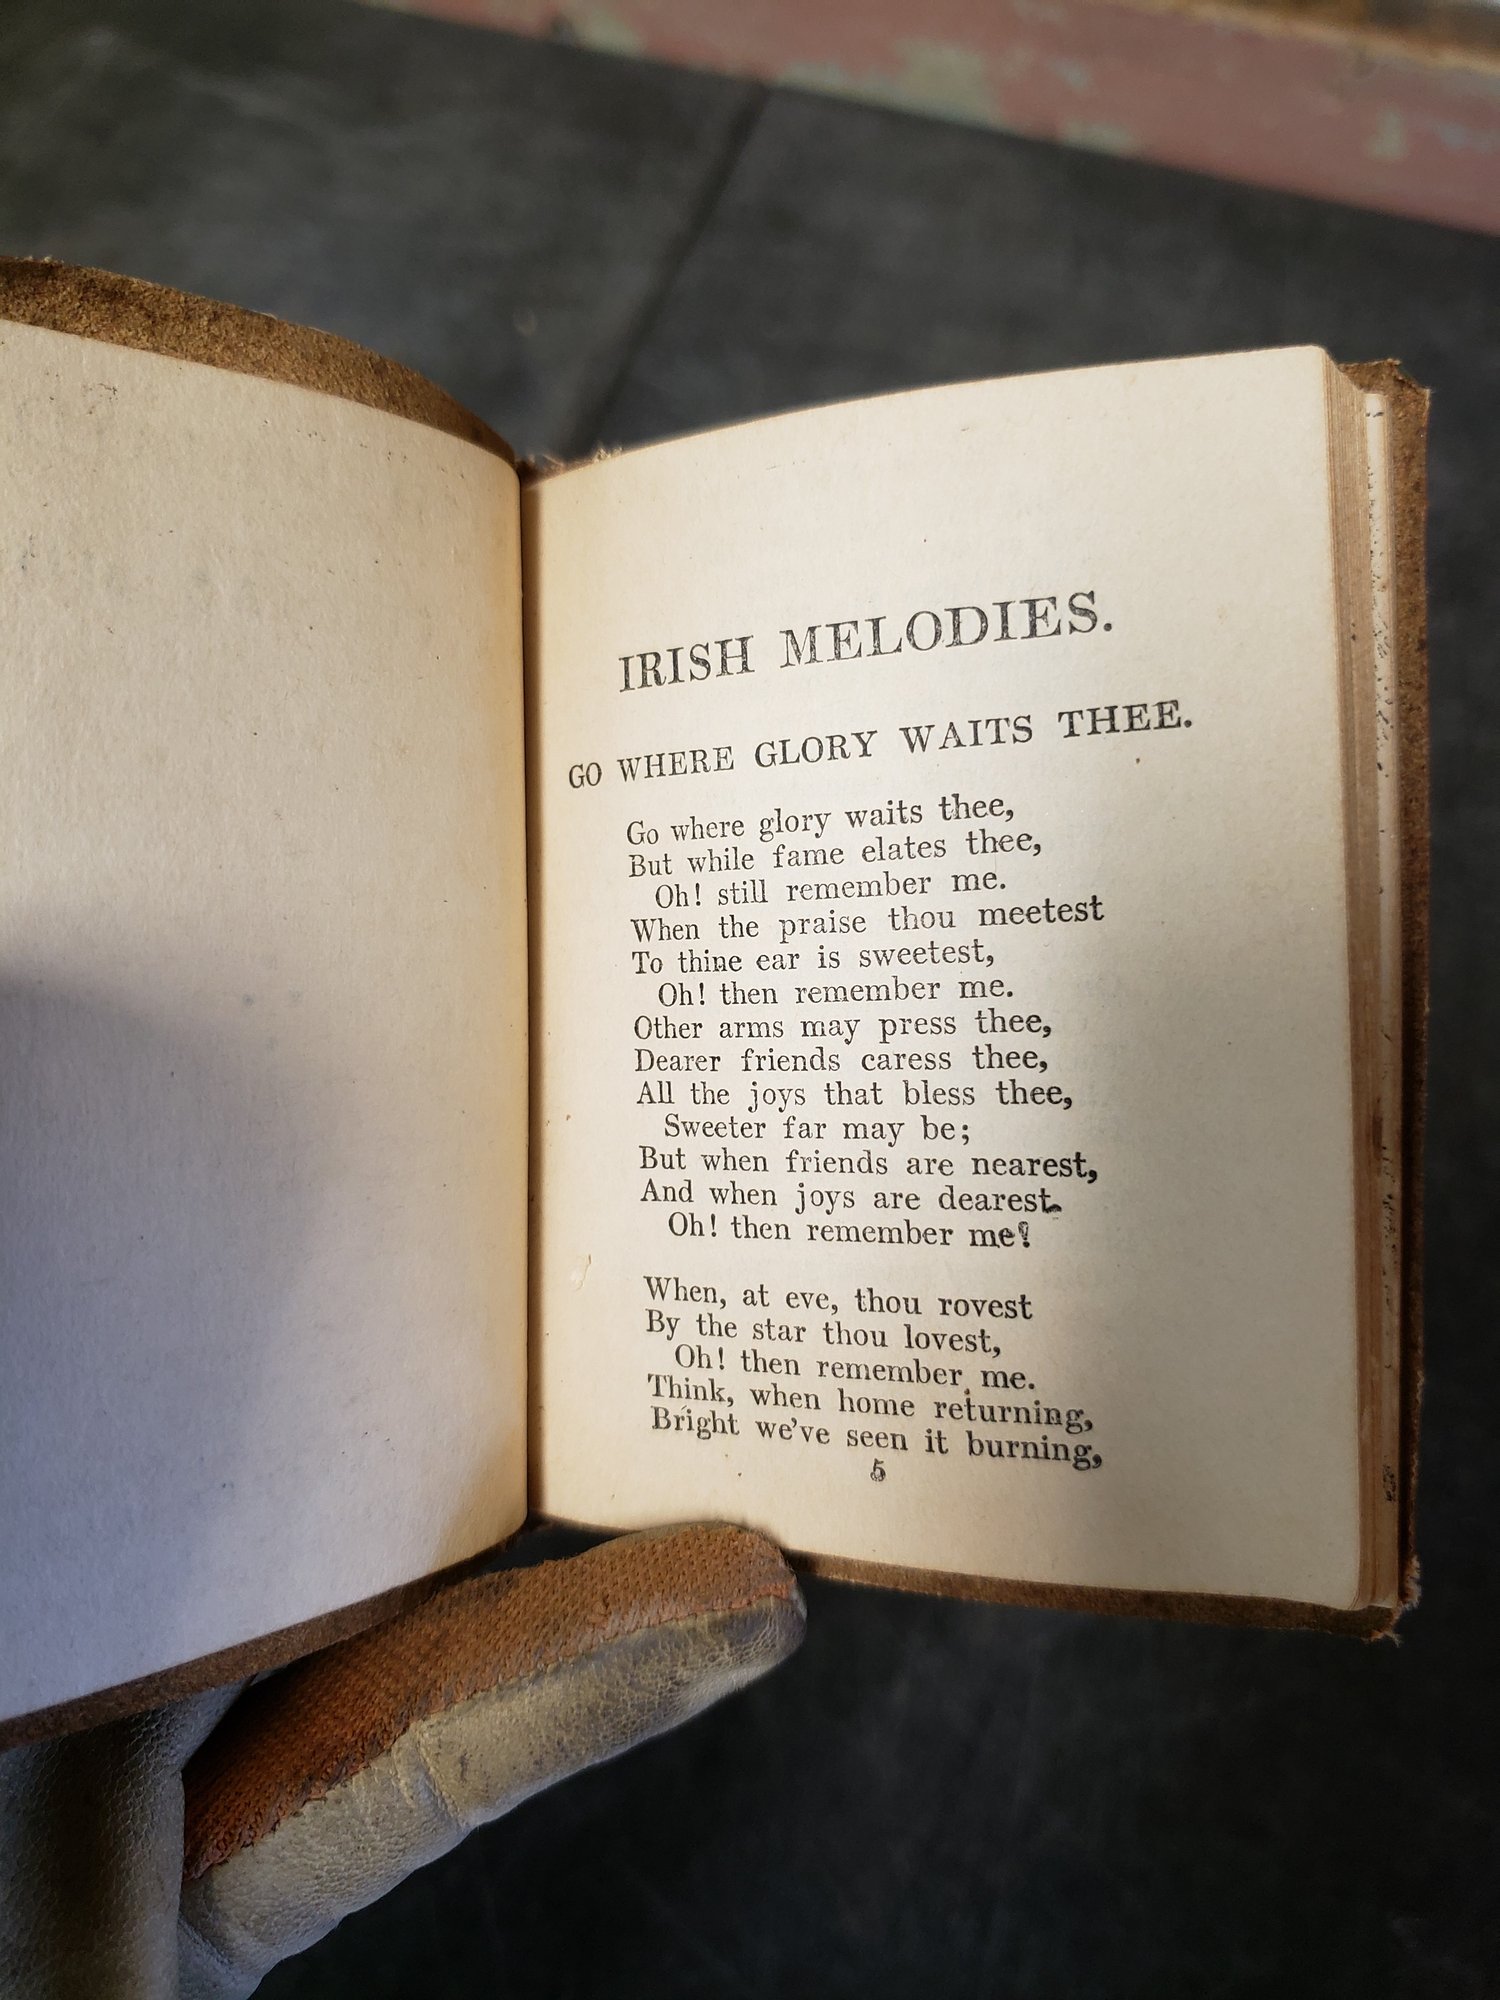 IRISH MELODIES.
GO WHERE GLORY WAITS THEE.
Go where glory waits thee,
But while fame elates thee,
Oh! still remember me.
When the praise thou meetest
To thine ear is sweetest,
Oh! then remember me.
Other arms may press thee,
Dearer friends caress thee,
All the joys that bless thee,
Sweeter far may be;
But when friends are nearest,
And when joys are dearest,
Oh! then remember me!
When, at eve, thou rovest
By the star thou lovest,
Oh! then remember me.
Think, when home returning,
Bright we've seen it burning,
5